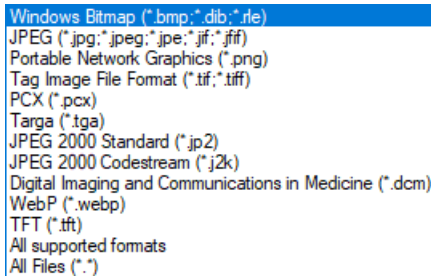 Windows Bitmap (*.bmp;*.dib;*.rle)
JPEG (*.jpg;*.jpeg;*.jpe;*.jif;*.jfif)
Portable Network Graphics (*.png)
Tag Image File Format (*.tif;*.tiff)
PCX (*.pcx)
Targa (*.tga)
JPEG 2000 Standard (*.jp2)
JPEG 2000 Codestream (*.j2k)
Digital Imaging and Communications in Medicine (*.dcm)
WebP (*.webp)
TFT (*.tft)
All supported formats
All Files (*.*)